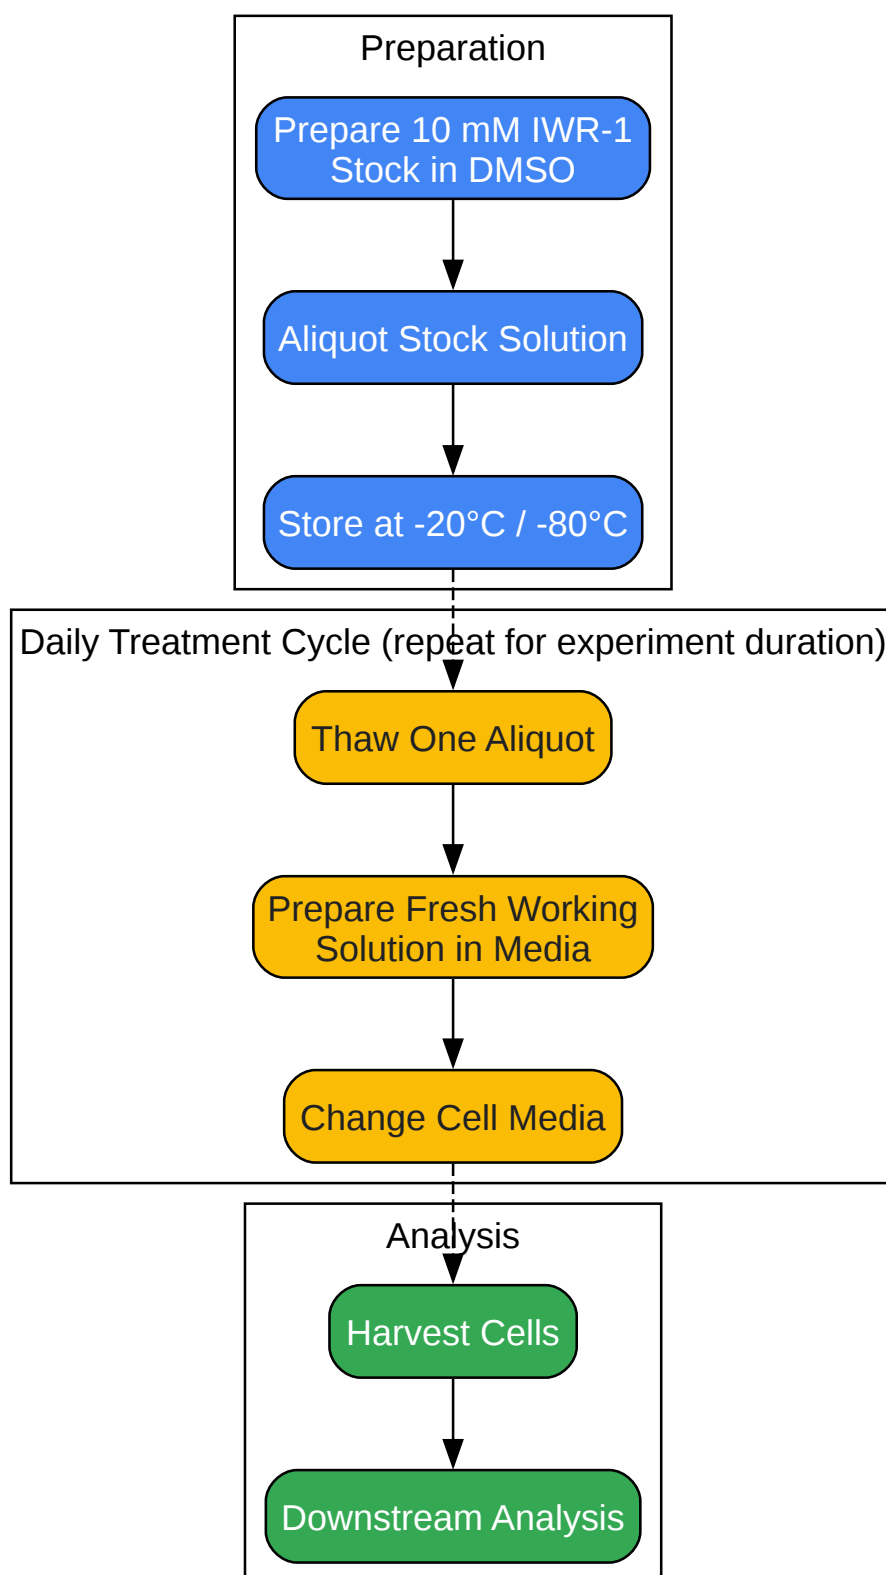 Preparation
Prepare 10 mM IWR-1
Stock in DMSO
Aliquot Stock Solution
Store at -20°C / -80°C
Daily Treatment Cycle (repeat for experiment duration)
Thaw One Aliquot
Prepare Fresh Working
Solution in Media
Change Cell Media
Analysis
Harvest Cells
Downstream Analysis